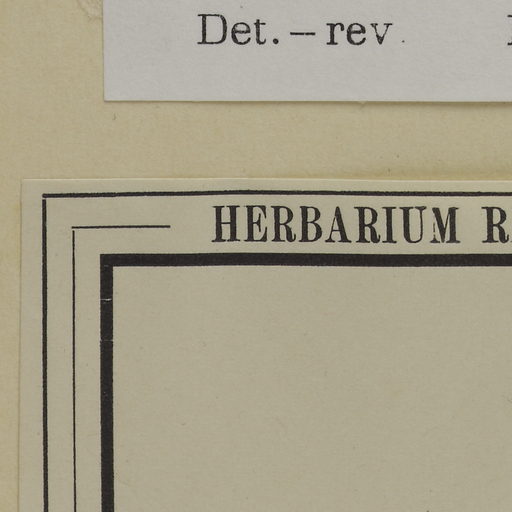 Det. – rev.
HERBARIUM